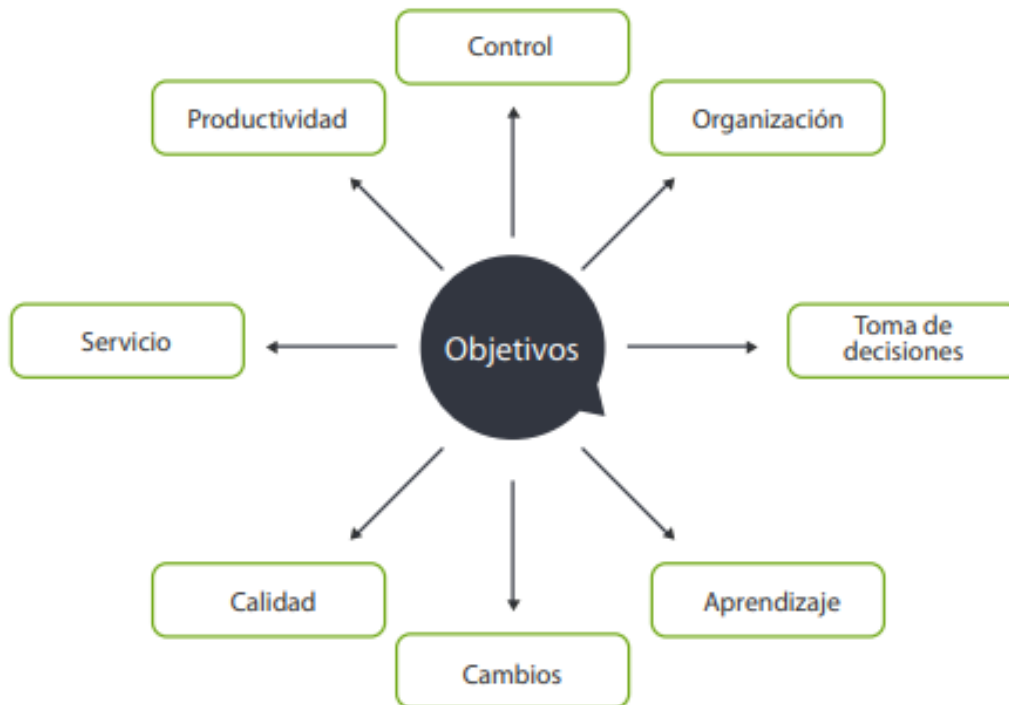 Control
Productividad
Organización
Servicio
Objetivos
Toma de
decisiones
Calidad
Aprendizaje
Cambios